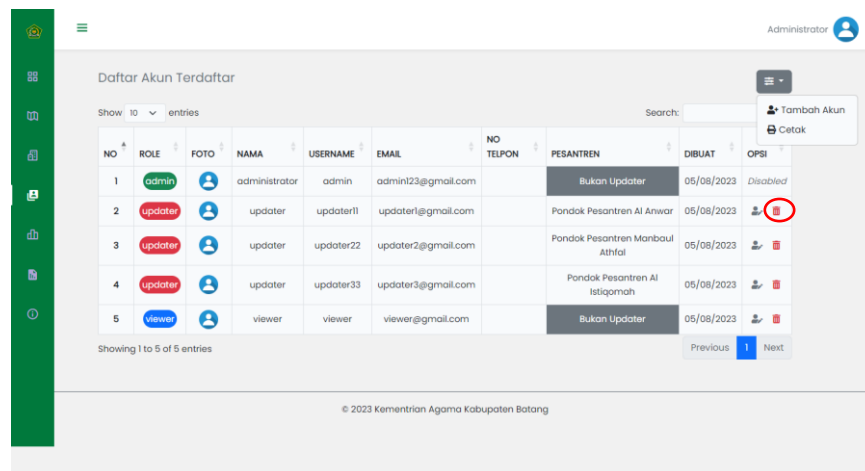 Administrator
Daftar Akun Terdaftar
Show 10 entries Search:
Tambah Akun
Cetak
NO ROLE FOTO NAMA USERNAME EMAIL NO TELPON PESANTREN DIBUAT OPSI
1 admin administrator admin admin123@gmail.com Bukan Updater 05/08/2023 Disabled
2 updater updater updater11 updater1@gmail.com Pondok Pesantren Al Anwar 05/08/2023
3 updater updater updater22 updater2@gmail.com Pondok Pesantren Manbaul Athfal 05/08/2023
4 updater updater updater33 updater3@gmail.com Pondok Pesantren Al Istiqomah 05/08/2023
5 viewer viewer viewer viewer@gmail.com Bukan Updater 05/08/2023
Showing 1 to 5 of 5 entries Previous 1 Next
© 2023 Kementrian Agama Kabupaten Batang